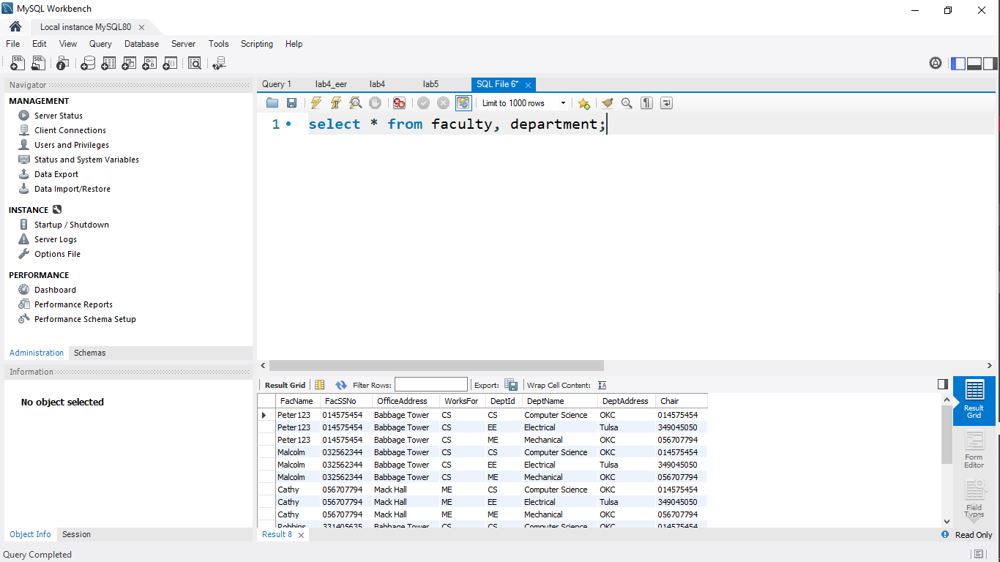 MySQL Workbench
Local instance MySQL80
File Edit View Query Database Server Tools Scripting Help
Navigator
MANAGEMENT
Server Status
Client Connections
Users and Privileges
Status and System Variables
Data Export
Data Import/Restore
INSTANCE
Startup / Shutdown
Server Logs
Options File
PERFORMANCE
Dashboard
Performance Reports
Performance Schema Setup
Administration Schemas
Information
No object selected
Object Info Session
Query 1 lab4_eer lab4 lab5 SQL File 6*
Limit to 1000 rows
1 select * from faculty, department;
Result Grid Filter Rows: Export: Wrap Cell Content:
FacName FacSSNo OfficeAddress WorksFor DeptId DeptName DeptAddress Chair
Peter123 014575454 Babbage Tower CS CS Computer Science OKC 014575454
Peter123 014575454 Babbage Tower CS EE Electrical Tulsa 349045050
Peter123 014575454 Babbage Tower CS ME Mechanical OKC 056707794
Malcolm 032562344 Babbage Tower CS CS Computer Science OKC 014575454
Malcolm 032562344 Babbage Tower CS EE Electrical Tulsa 349045050
Malcolm 032562344 Babbage Tower CS ME Mechanical OKC 056707794
Cathy 056707794 Mack Hall ME CS Computer Science OKC 014575454
Cathy 056707794 Mack Hall ME EE Electrical Tulsa 349045050
Cathy 056707794 Mack Hall ME ME Mechanical OKC 056707794
Robbins 331405635 Babbage Tower CS CS Computer Science OKC 014575454
Result
Grid
Form
Editor
Field
Types
Result 8
Read Only
Query Completed